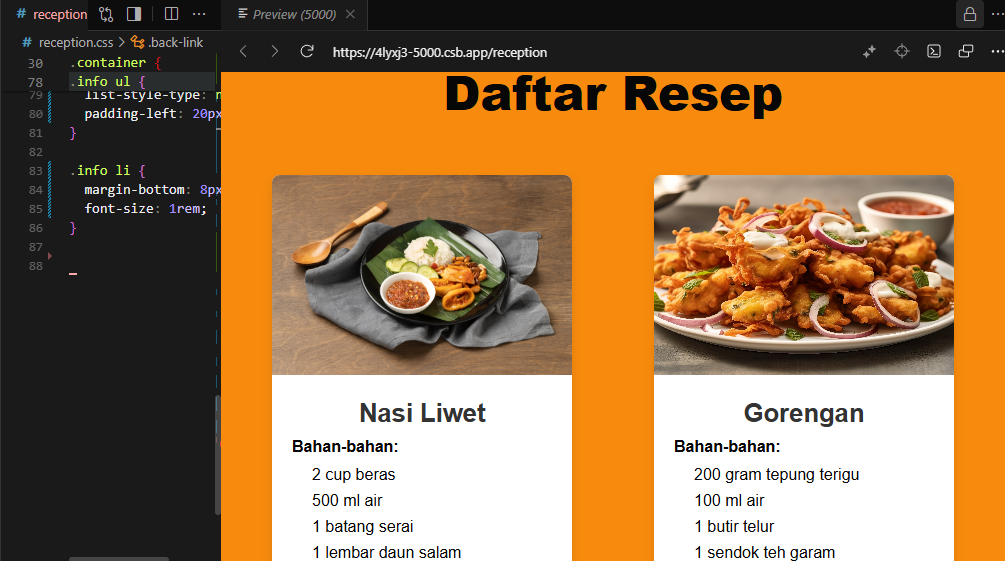 # reception
Preview (5000)
# reception.css > .back-link
https://4lyxj3-5000.csb.app/reception
30 .container {
78 .info ul {
79 list-style-type: n
80 padding-left: 20px
81 }
82
83 .info li {
84 margin-bottom: 8px
85 font-size: 1rem;
86 }
87
88
Daftar Resep
Nasi Liwet
Bahan-bahan:
2 cup beras
500 ml air
1 batang serai
1 lembar daun salam
Gorengan
Bahan-bahan:
200 gram tepung terigu
100 ml air
1 butir telur
1 sendok teh garam